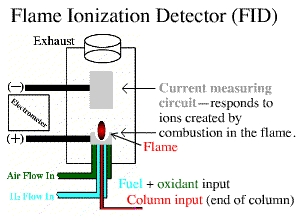 Flame Ionization Detector (FID)
Exhaust
(−)
Electrometer
(+)
Current measuring
circuit—responds to
ions created by
combustion in the flame.
Flame
Air Flow In
H₂ Flow In
Fuel + oxidant input
Column input (end of column)